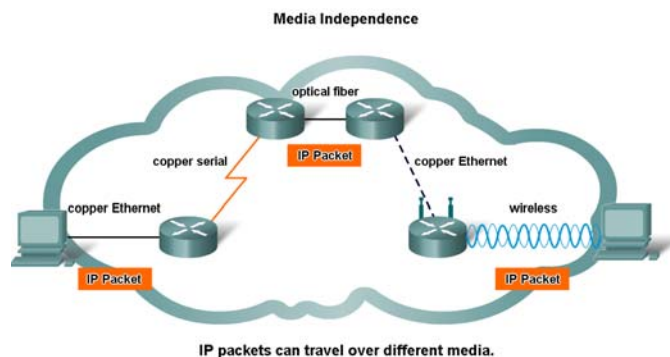 Media Independence
optical fiber
IP Packet
copper serial
copper Ethernet
copper Ethernet
wireless
IP Packet
IP Packet
IP packets can travel over different media.